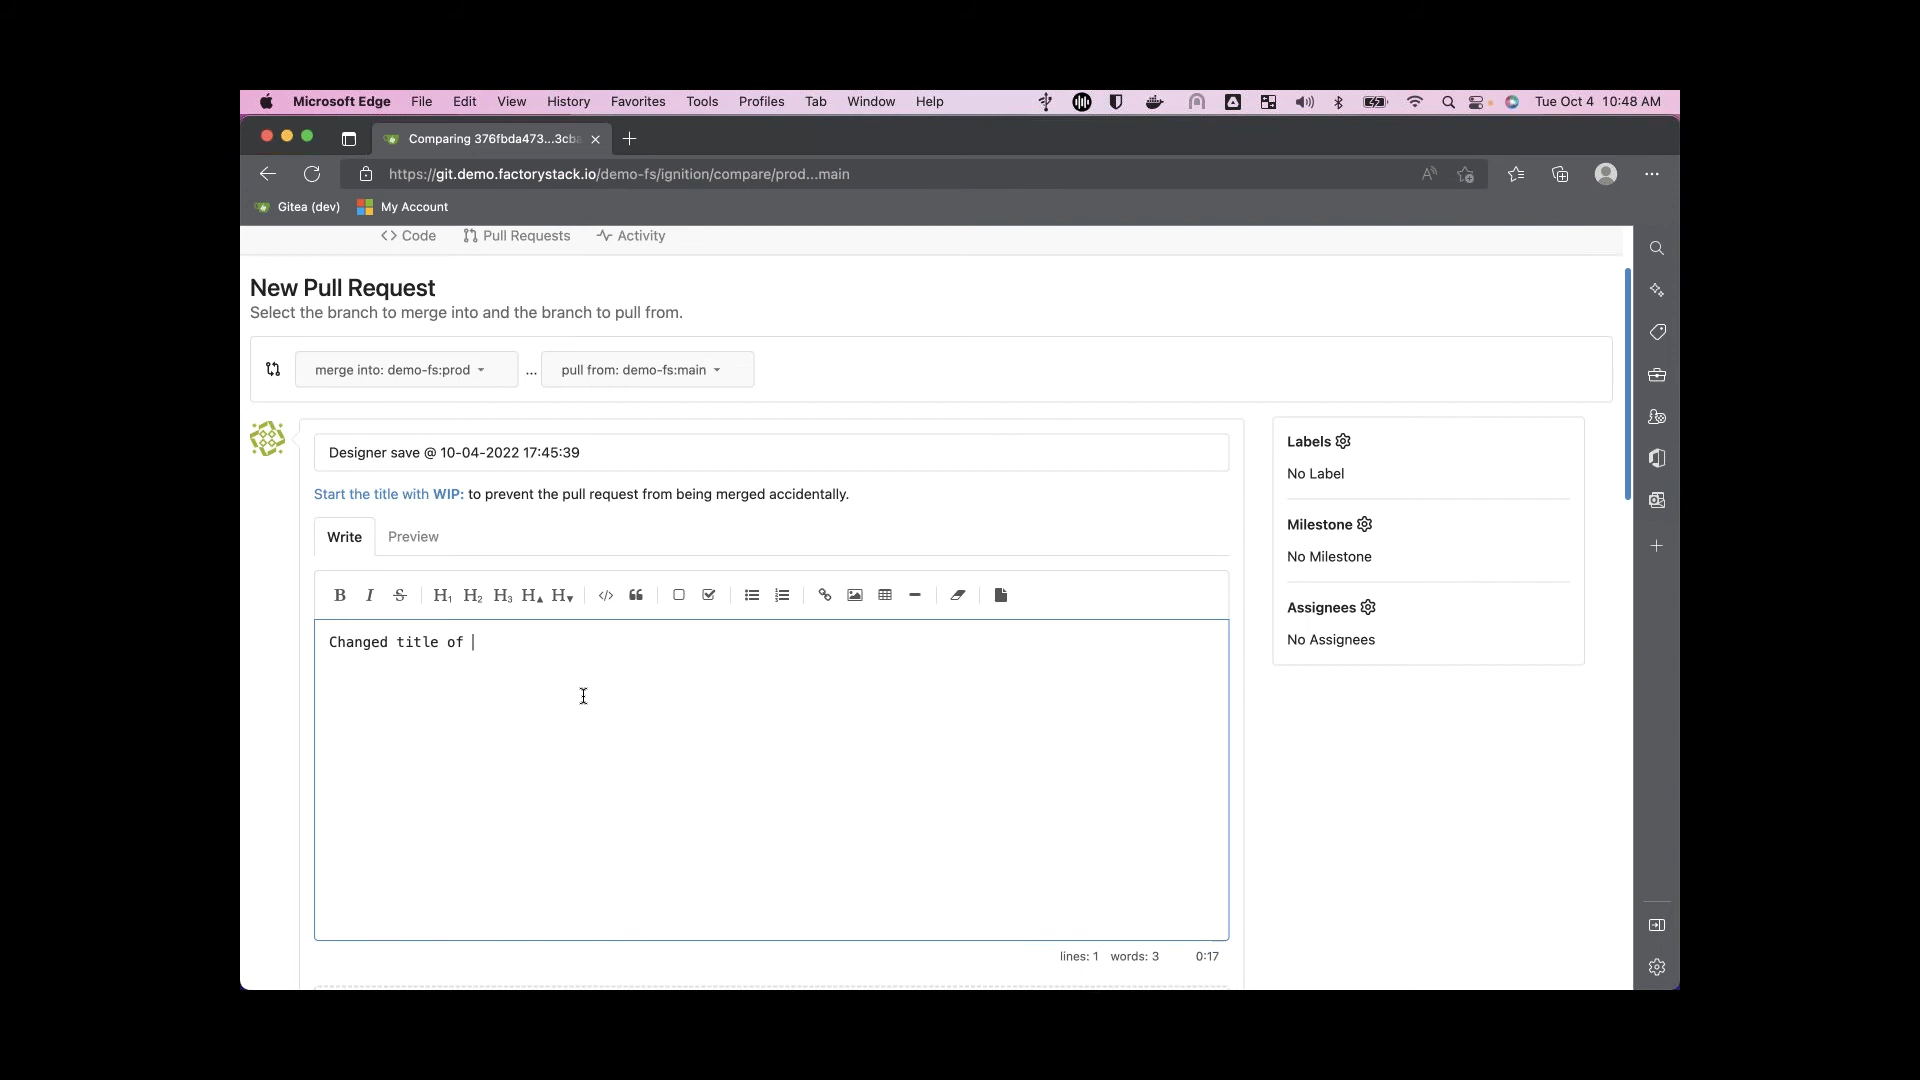 Microsoft Edge File Edit View History Favorites Tools Profiles Tab Window Help Tue Oct 4 10:48 AM
Comparing 376fbda473...3cba
https://git.demo.factorystack.io/demo-fs/ignition/compare/prod...main
Gitea (dev) My Account
Code Pull Requests Activity
New Pull Request
Select the branch to merge into and the branch to pull from.
merge into: demo-fs:prod ... pull from: demo-fs:main
Designer save @ 10-04-2022 17:45:39
Start the title with WIP: to prevent the pull request from being merged accidentally.
Write Preview
B I S H1 H2 H3 H H
Changed title of
lines: 1 words: 3 0:17
Labels
No Label
Milestone
No Milestone
Assignees
No Assignees